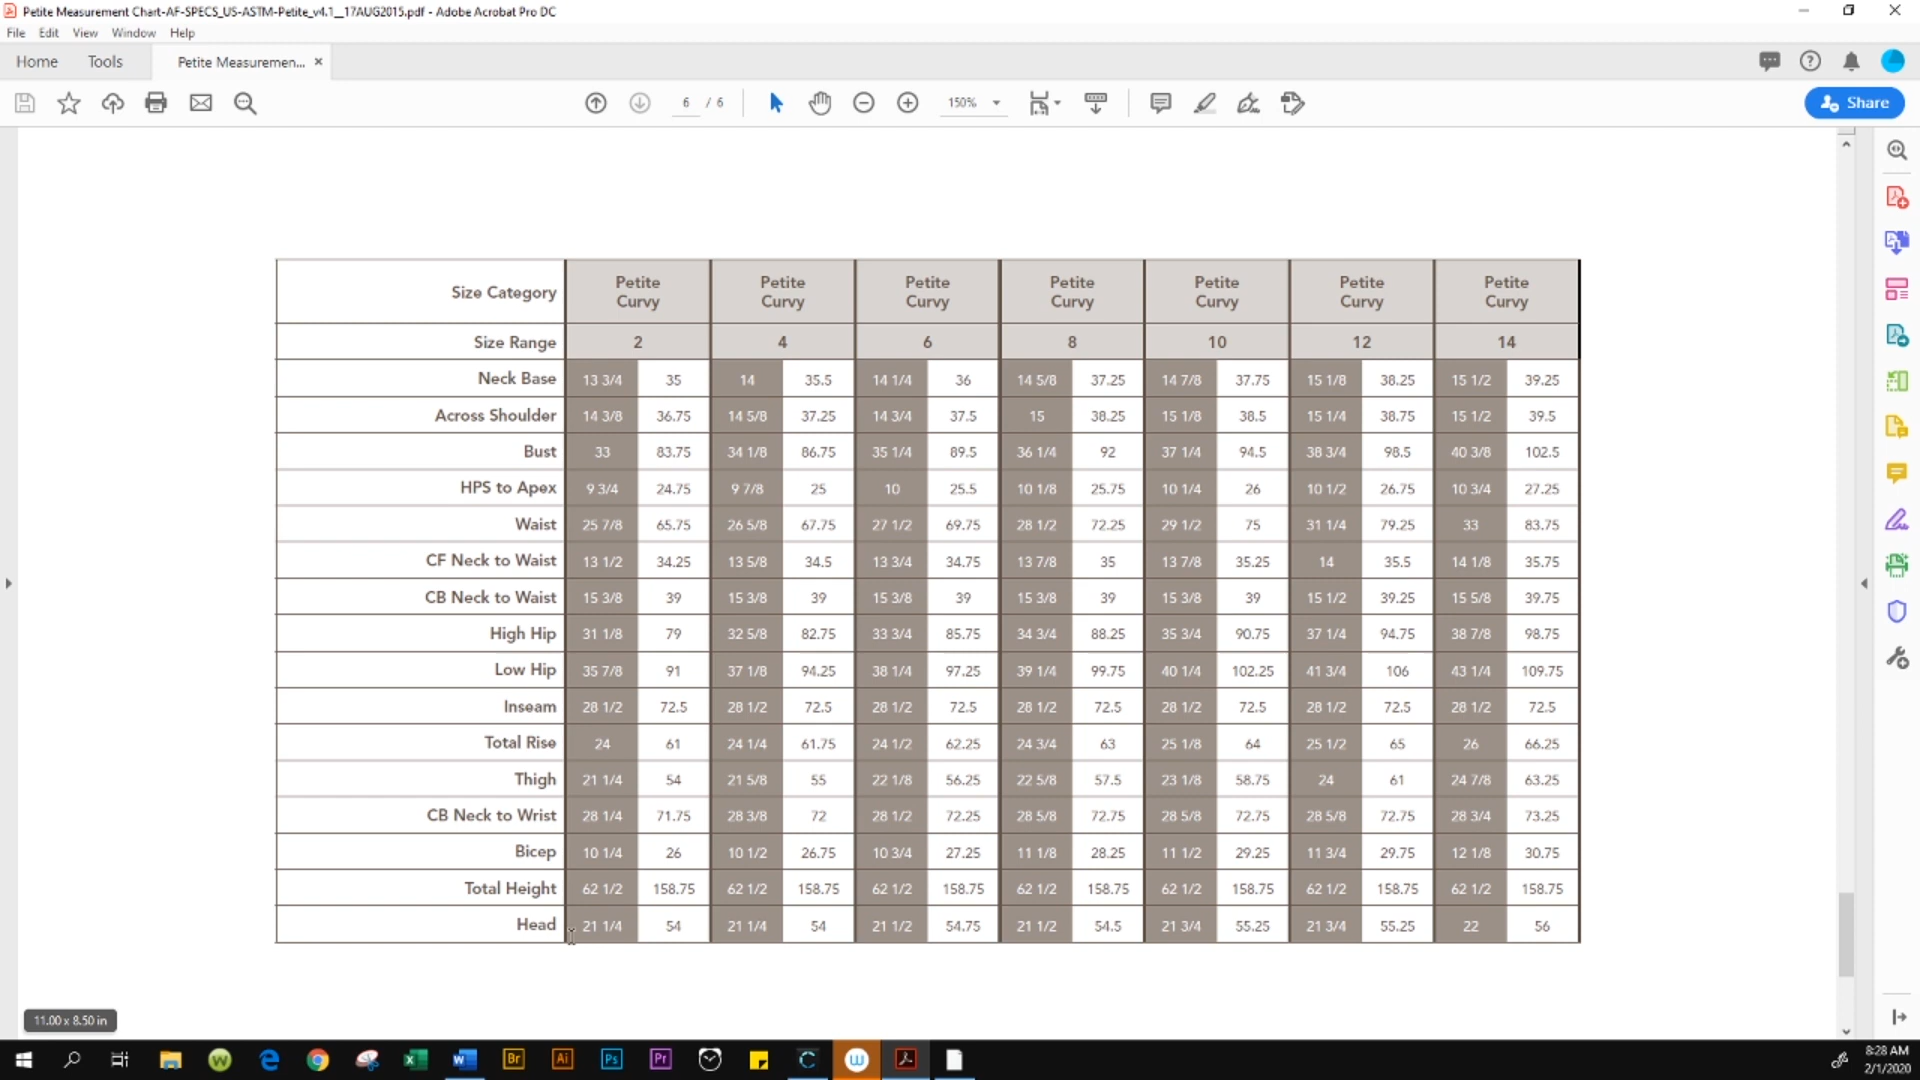 Petite Measurement Chart-AF-SPECS_US-ASTM-Petite_v4.1__17AUG2015.pdf - Adobe Acrobat Pro DC
File Edit View Window Help
Home Tools Petite Measuremen... ×
6 / 6 150% Share
Size Category Petite Curvy Petite Curvy Petite Curvy Petite Curvy Petite Curvy Petite Curvy Petite Curvy
Size Range 2 4 6 8 10 12 14
Neck Base 13 3/4 35 14 35.5 14 1/4 36 14 5/8 37.25 14 7/8 37.75 15 1/8 38.25 15 1/2 39.25
Across Shoulder 14 3/8 36.75 14 5/8 37.25 14 3/4 37.5 15 38.25 15 1/8 38.5 15 1/4 38.75 15 1/2 39.5
Bust 33 83.75 34 1/8 86.75 35 1/4 89.5 36 1/4 92 37 1/4 94.5 38 3/4 98.5 40 3/8 102.5
HPS to Apex 9 3/4 24.75 9 7/8 25 10 25.5 10 1/8 25.75 10 1/4 26 10 1/2 26.75 10 3/4 27.25
Waist 25 7/8 65.75 26 5/8 67.75 27 1/2 69.75 28 1/2 72.25 29 1/2 75 31 1/4 79.25 33 83.75
CF Neck to Waist 13 1/2 34.25 13 5/8 34.5 13 3/4 34.75 13 7/8 35 13 7/8 35.25 14 35.5 14 1/8 35.75
CB Neck to Waist 15 3/8 39 15 3/8 39 15 3/8 39 15 3/8 39 15 3/8 39 15 1/2 39.25 15 5/8 39.75
High Hip 31 1/8 79 32 5/8 82.75 33 3/4 85.75 34 3/4 88.25 35 3/4 90.75 37 1/4 94.75 38 7/8 98.75
Low Hip 35 7/8 91 37 1/8 94.25 38 1/4 97.25 39 1/4 99.75 40 1/4 102.25 41 3/4 106 43 1/4 109.75
Inseam 28 1/2 72.5 28 1/2 72.5 28 1/2 72.5 28 1/2 72.5 28 1/2 72.5 28 1/2 72.5 28 1/2 72.5
Total Rise 24 61 24 1/4 61.75 24 1/2 62.25 24 3/4 63 25 1/8 64 25 1/2 65 26 66.25
Thigh 21 1/4 54 21 5/8 55 22 1/8 56.25 22 5/8 57.5 23 1/8 58.75 24 61 24 7/8 63.25
CB Neck to Wrist 28 1/4 71.75 28 3/8 72 28 1/2 72.25 28 5/8 72.75 28 5/8 72.75 28 5/8 72.75 28 3/4 73.25
Bicep 10 1/4 26 10 1/2 26.75 10 3/4 27.25 11 1/8 28.25 11 1/2 29.25 11 3/4 29.75 12 1/8 30.75
Total Height 62 1/2 158.75 62 1/2 158.75 62 1/2 158.75 62 1/2 158.75 62 1/2 158.75 62 1/2 158.75 62 1/2 158.75
Head 21 1/4 54 21 1/4 54 21 1/2 54.75 21 1/2 54.5 21 3/4 55.25 21 3/4 55.25 22 56
11.00 x 8.50 in
Br Ai Ps Pr
8:28 AM
2/1/2020